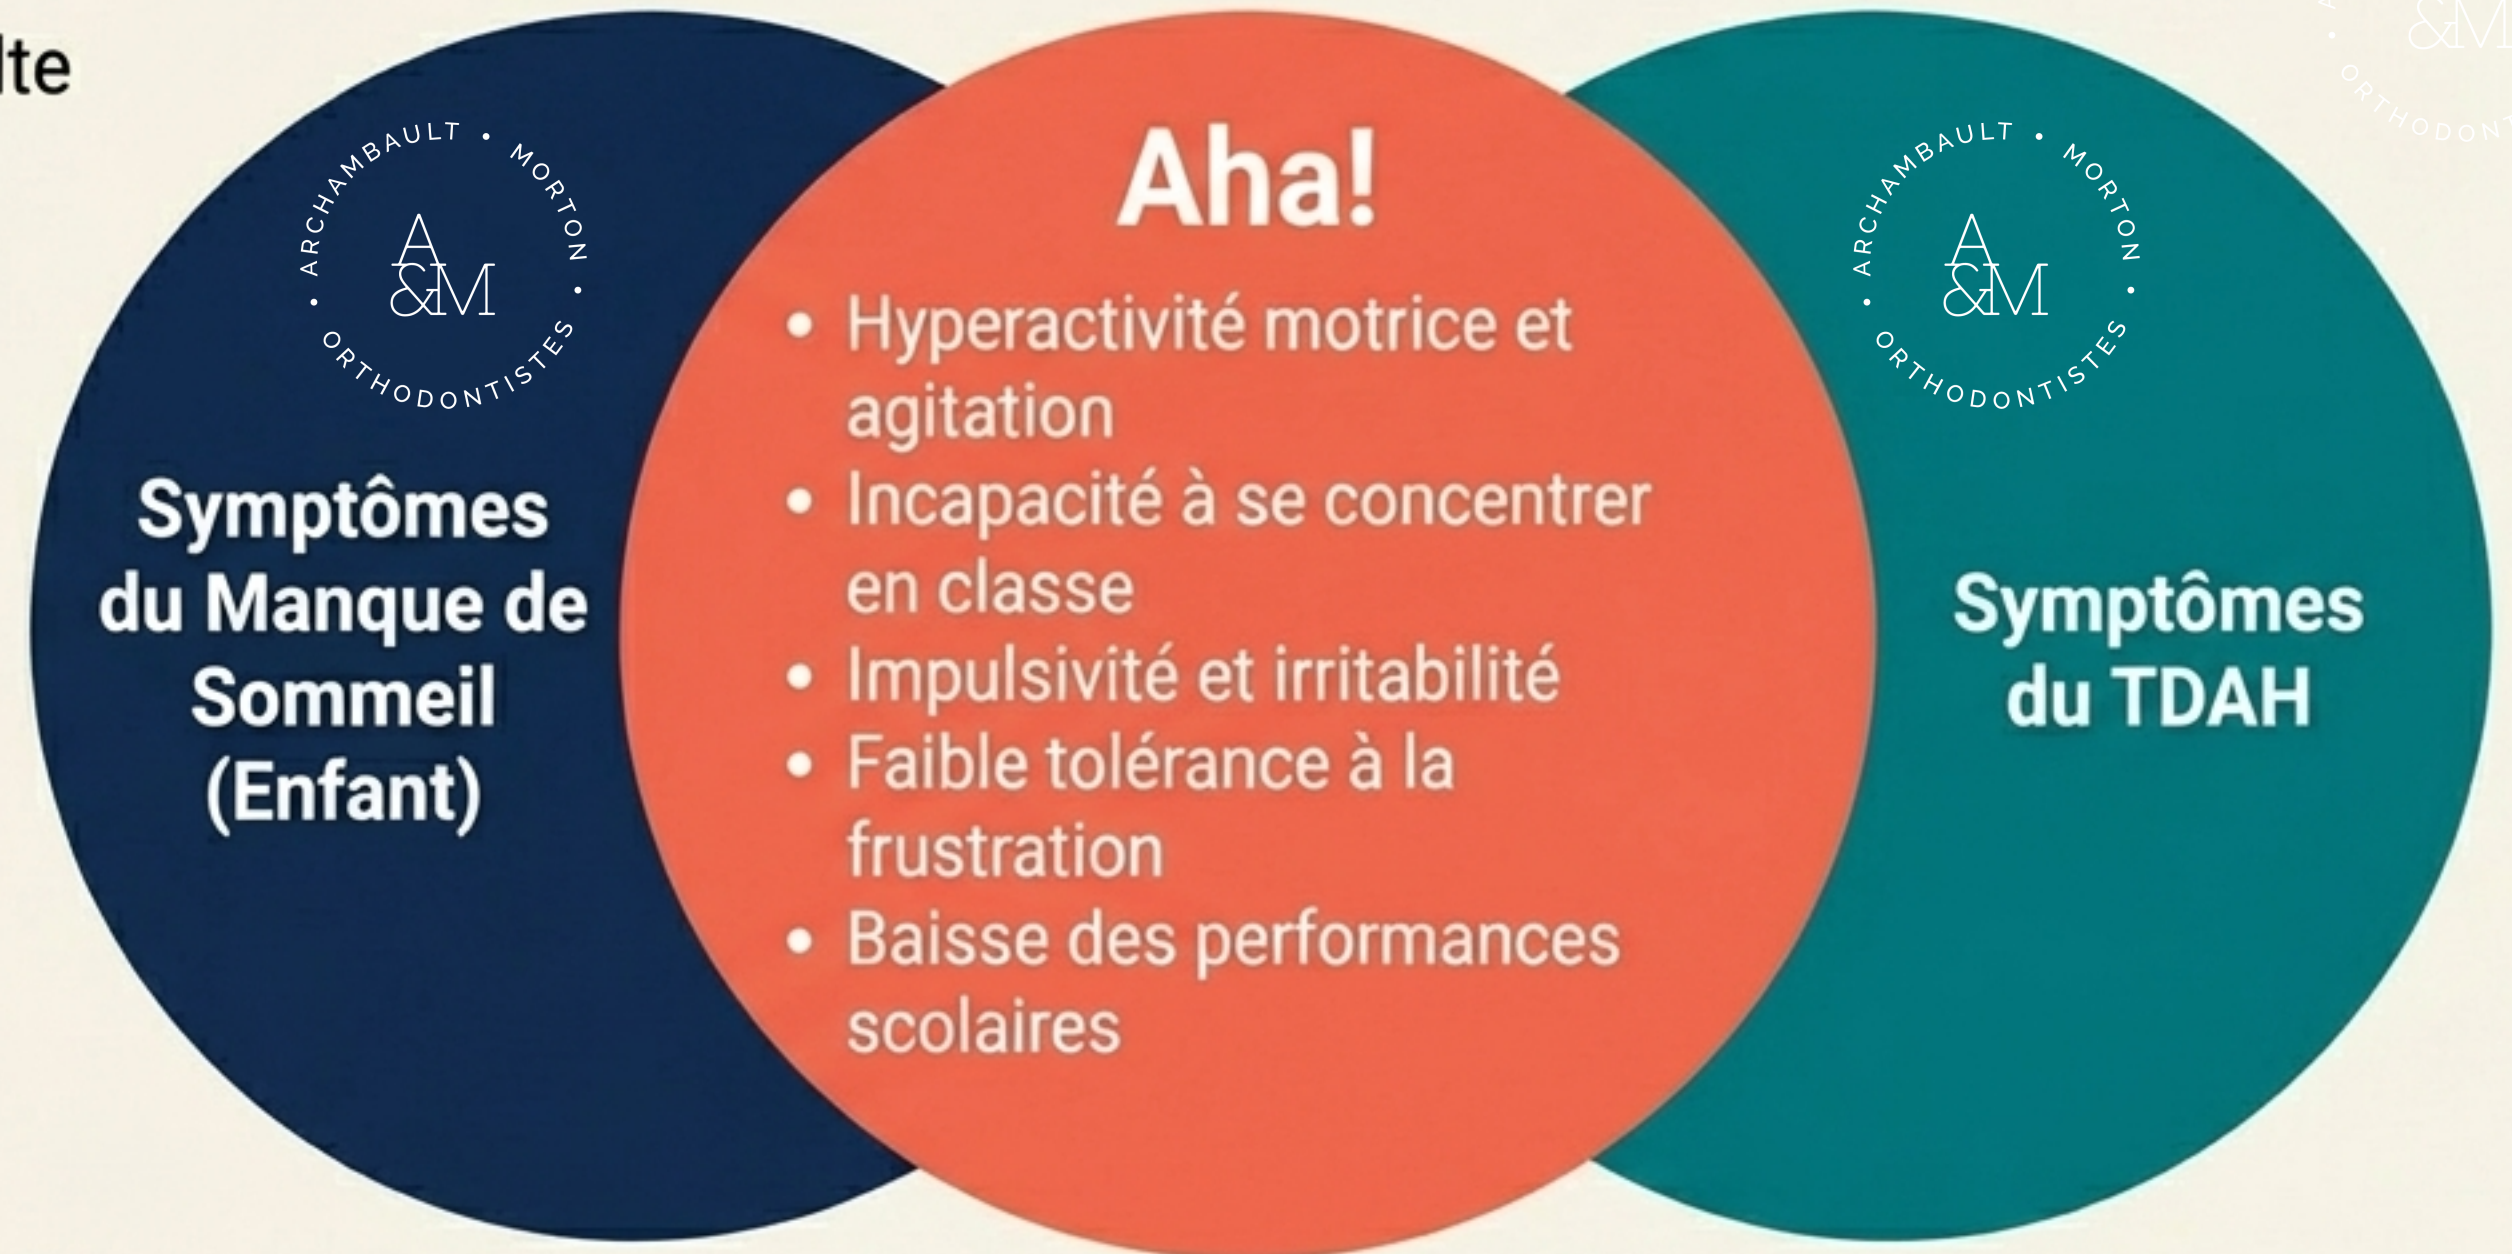 ARCHAMBAULT • MORTON • ORTHODONTISTES •
A
&M
Symptômes
du Manque de
Sommeil
(Enfant)
Aha!
• Hyperactivité motrice et
agitation
• Incapacité à se concentrer
en classe
• Impulsivité et irritabilité
• Faible tolérance à la
frustration
• Baisse des performances
scolaires
ARCHAMBAULT • MORTON • ORTHODONTISTES •
A
&M
Symptômes
du TDAH
&M